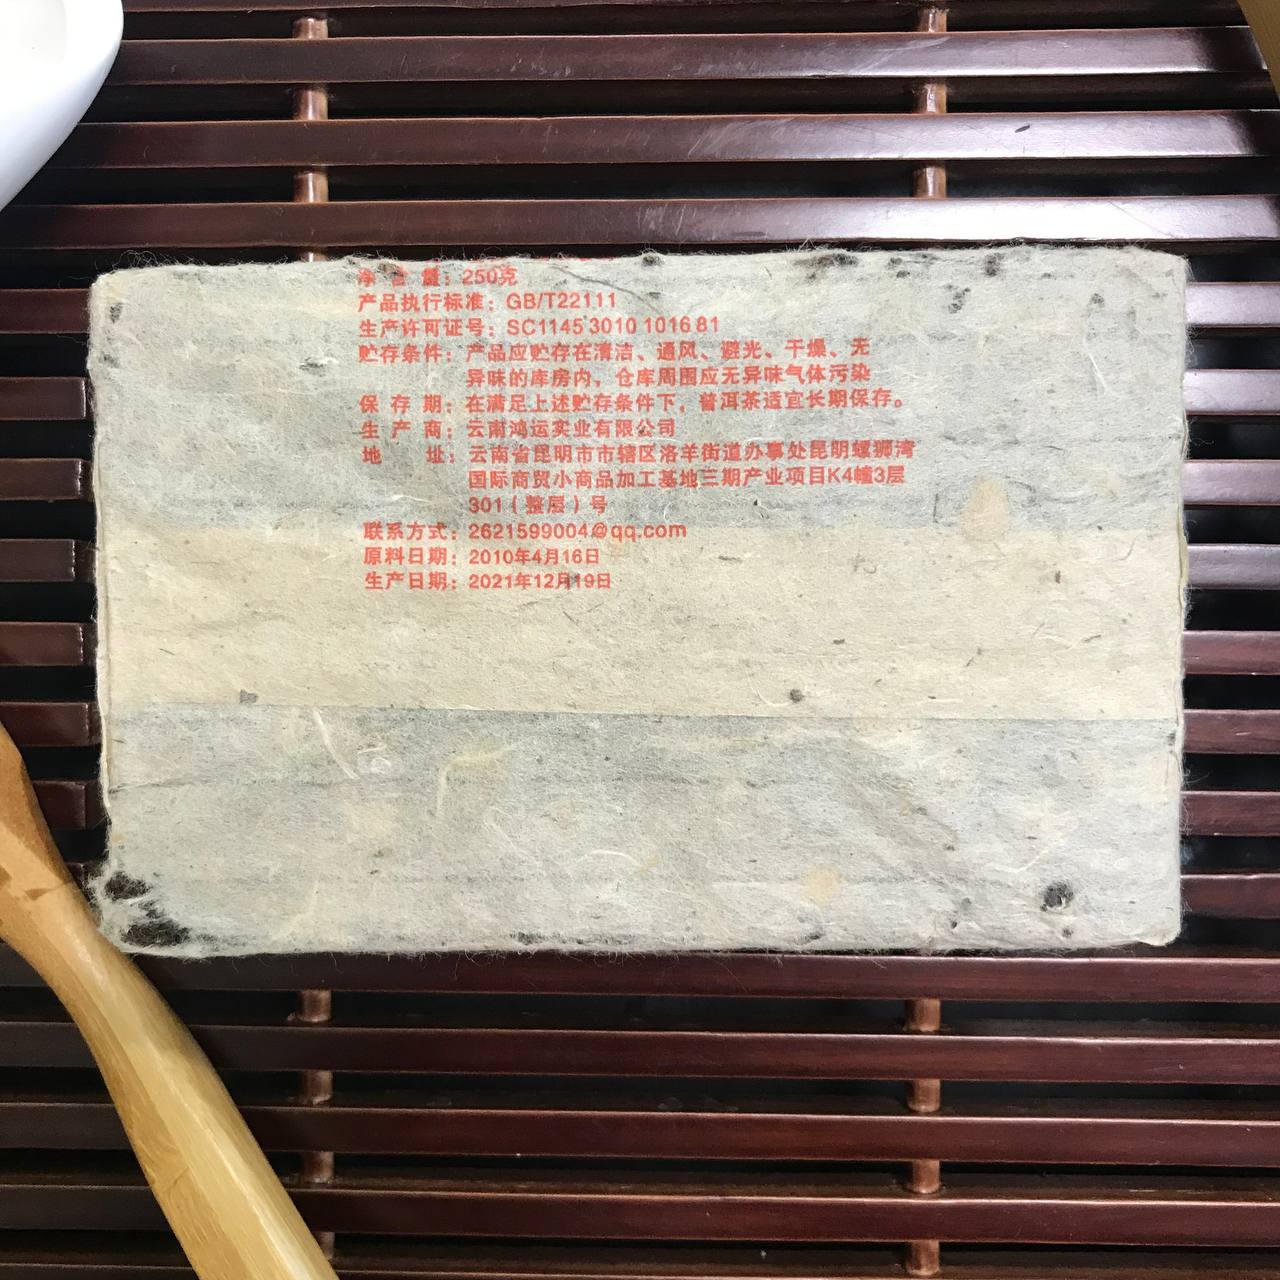 净 含 量：250克
产品执行标准：GB/T22111
生产许可证号：SC1145 3010 1016 81
贮存条件：产品应贮存在清洁、通风、避光、干燥、无
异味的库房内，仓库周围应无异味气体污染
保 存 期：在满足上述贮存条件下，普洱茶适宜长期保存。
生 产 商：云南鸿运实业有限公司
地 址：云南省昆明市市辖区洛羊街道办事处昆明螺狮湾
国际商贸小商品加工基地三期产业项目K4幢3层
301（整层）号
联系方式：2621599004@qq.com
原料日期：2010年4月16日
生产日期：2021年12月19日